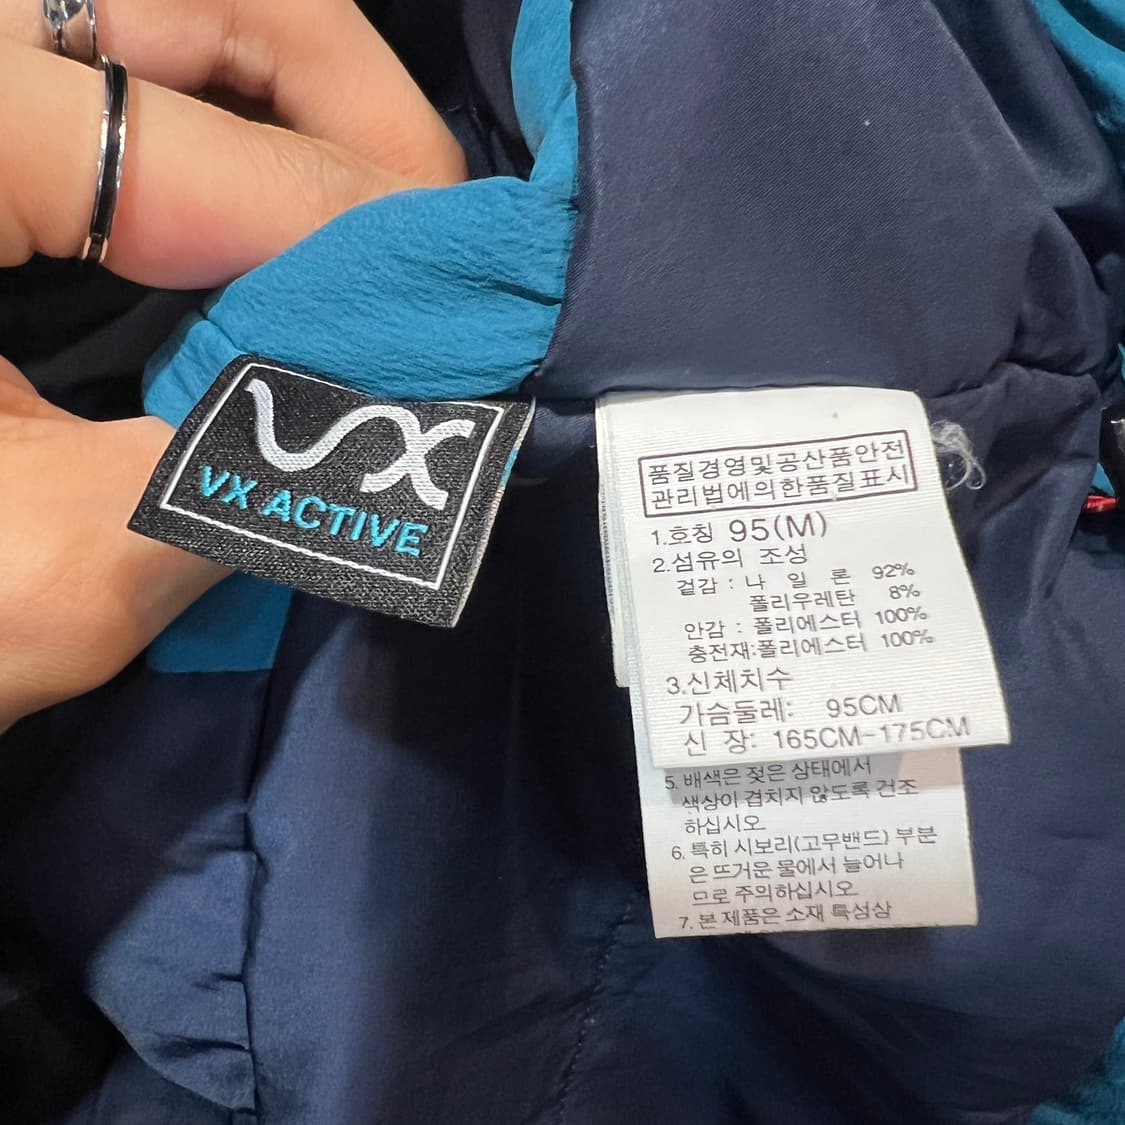 VX
VX ACTIVE
품질경영및공산품안전
관리법에의한품질표시
1.호칭 95(M)
2.섬유의 조성
겉감 : 나 일 론 92%
폴리우레탄 8%
안감 : 폴리에스터 100%
충전재:폴리에스터 100%
3.신체치수
가슴둘레: 95CM
신 장: 165CM-175CM
5. 배색은 젖은 상태에서
색상이 겹치지 않도록 건조
하십시오
6. 특히 시보리(고무밴드) 부분
은 뜨거운 물에서 늘어나
므로 주의하십시오
7. 본 제품은 소재 특성상